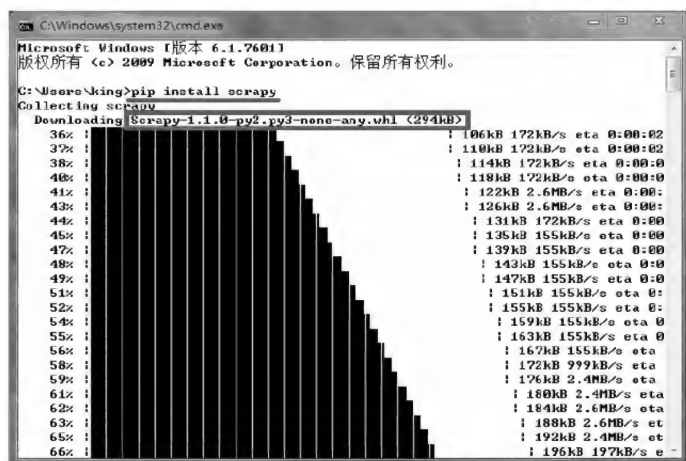 C:\Windows\system32\cmd.exe
Microsoft Windows [版本 6.1.7601]
版权所有 <c> 2009 Microsoft Corporation。保留所有权利。
C:\Users\king>pip install scrapy
Collecting scrapy
Downloading Scrapy-1.1.0-py2.py3-none-any.whl (294kB)
36% | | 106kB 172kB/s eta 0:00:02
37% | | 110kB 172kB/s eta 0:00:02
38% | | 114kB 172kB/s eta 0:00:0
40% | | 118kB 172kB/s eta 0:00:0
41% | | 122kB 2.6MB/s eta 0:00:
43% | | 126kB 2.6MB/s eta 0:00:
44% | | 131kB 172kB/s eta 0:00
45% | | 135kB 155kB/s eta 0:00
47% | | 139kB 155kB/s eta 0:00
48% | | 143kB 155kB/s eta 0:0
49% | | 147kB 155kB/s eta 0:0
51% | | 151kB 155kB/s eta 0:
52% | | 155kB 155kB/s eta 0:
54% | | 159kB 155kB/s eta 0
55% | | 163kB 155kB/s eta 0
56% | | 167kB 155kB/s eta
58% | | 172kB 999kB/s eta
59% | | 176kB 2.4MB/s eta
61% | | 180kB 2.4MB/s eta
62% | | 184kB 2.6MB/s eta
63% | | 188kB 2.6MB/s et
65% | | 192kB 2.4MB/s et
66% | | 196kB 197kB/s e